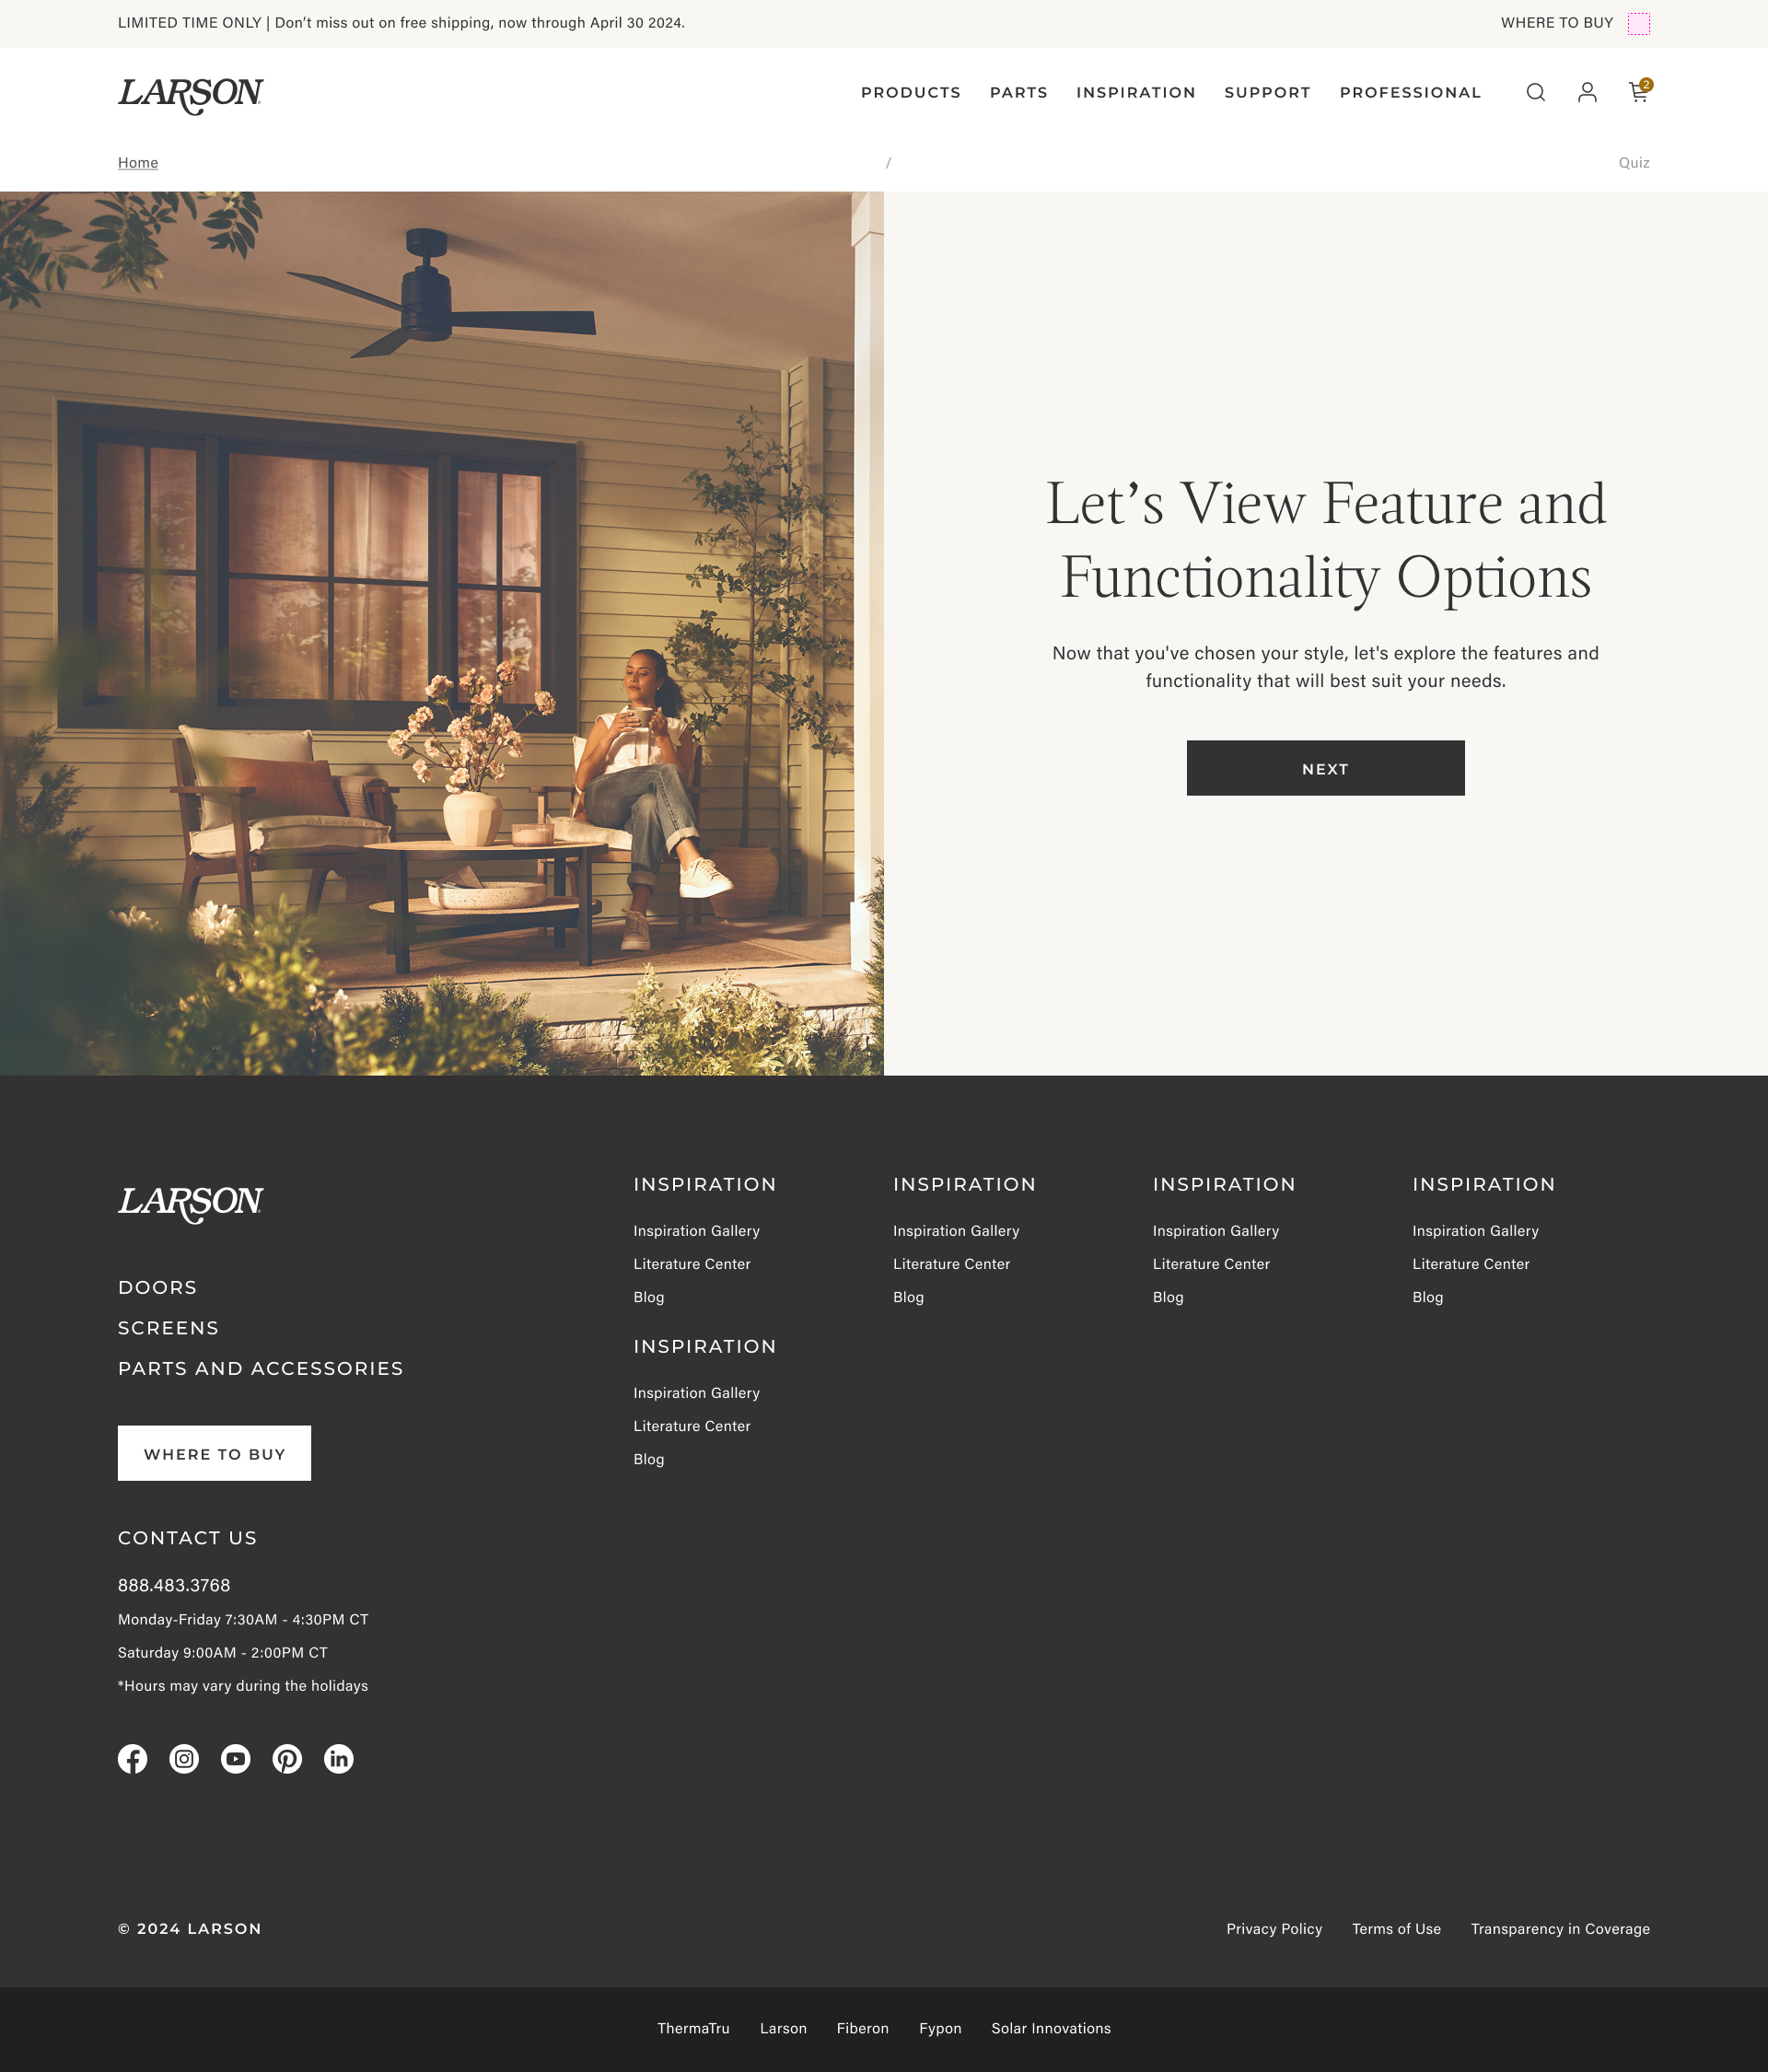 LIMITED TIME ONLY | Don’t miss out on free shipping, now through April 30 2024.
WHERE TO BUY
LARSON
PRODUCTS PARTS INSPIRATION SUPPORT PROFESSIONAL
2
Home / Quiz
Let’s View Feature and
Functionality Options
Now that you've chosen your style, let's explore the features and
functionality that will best suit your needs.
NEXT
LARSON
DOORS
SCREENS
PARTS AND ACCESSORIES
WHERE TO BUY
CONTACT US
888.483.3768
Monday-Friday 7:30AM - 4:30PM CT
Saturday 9:00AM - 2:00PM CT
*Hours may vary during the holidays
INSPIRATION
Inspiration Gallery
Literature Center
Blog
INSPIRATION
Inspiration Gallery
Literature Center
Blog
INSPIRATION
Inspiration Gallery
Literature Center
Blog
INSPIRATION
Inspiration Gallery
Literature Center
Blog
INSPIRATION
Inspiration Gallery
Literature Center
Blog
© 2024 LARSON
Privacy Policy Terms of Use Transparency in Coverage
ThermaTru Larson Fiberon Fypon Solar Innovations